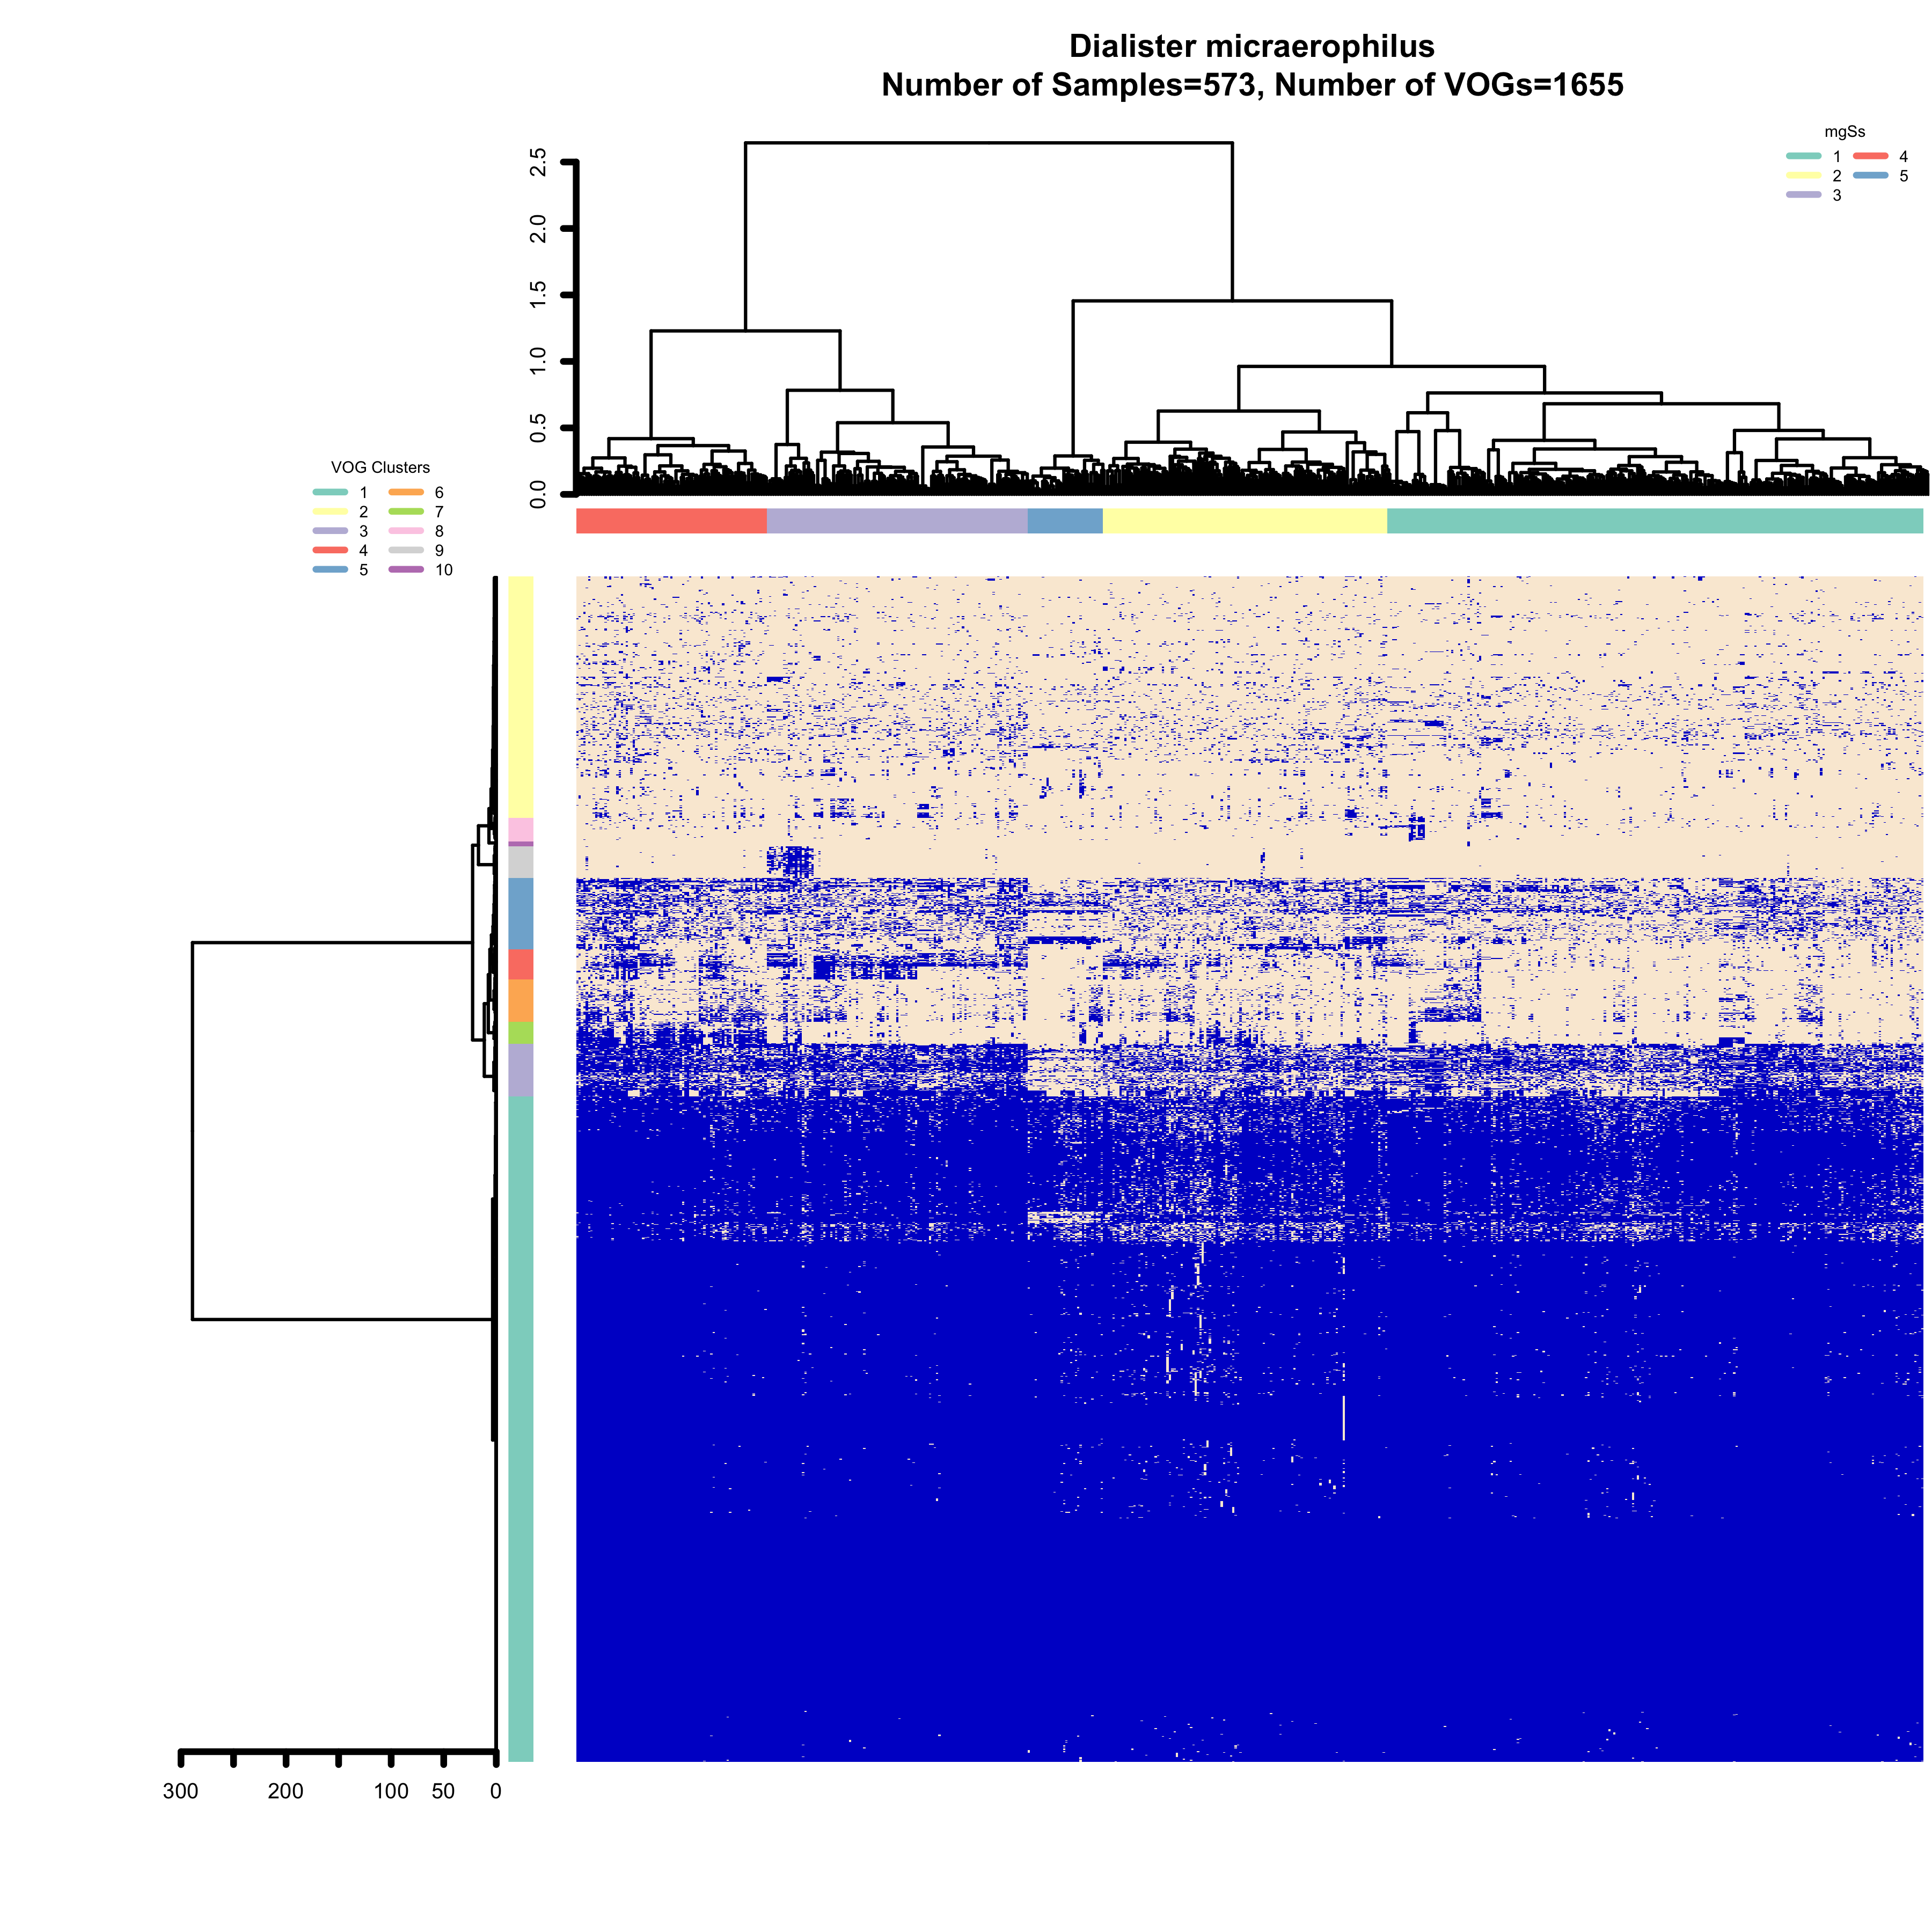 Dialister micraerophilus
Number of Samples=573, Number of VOGs=1655
mgSs
1 4
2 5
3
2.5
2.0
1.5
1.0
0.5
0.0
VOG Clusters
1 6
2 7
3 8
4 9
5 10
300 200 100 50 0